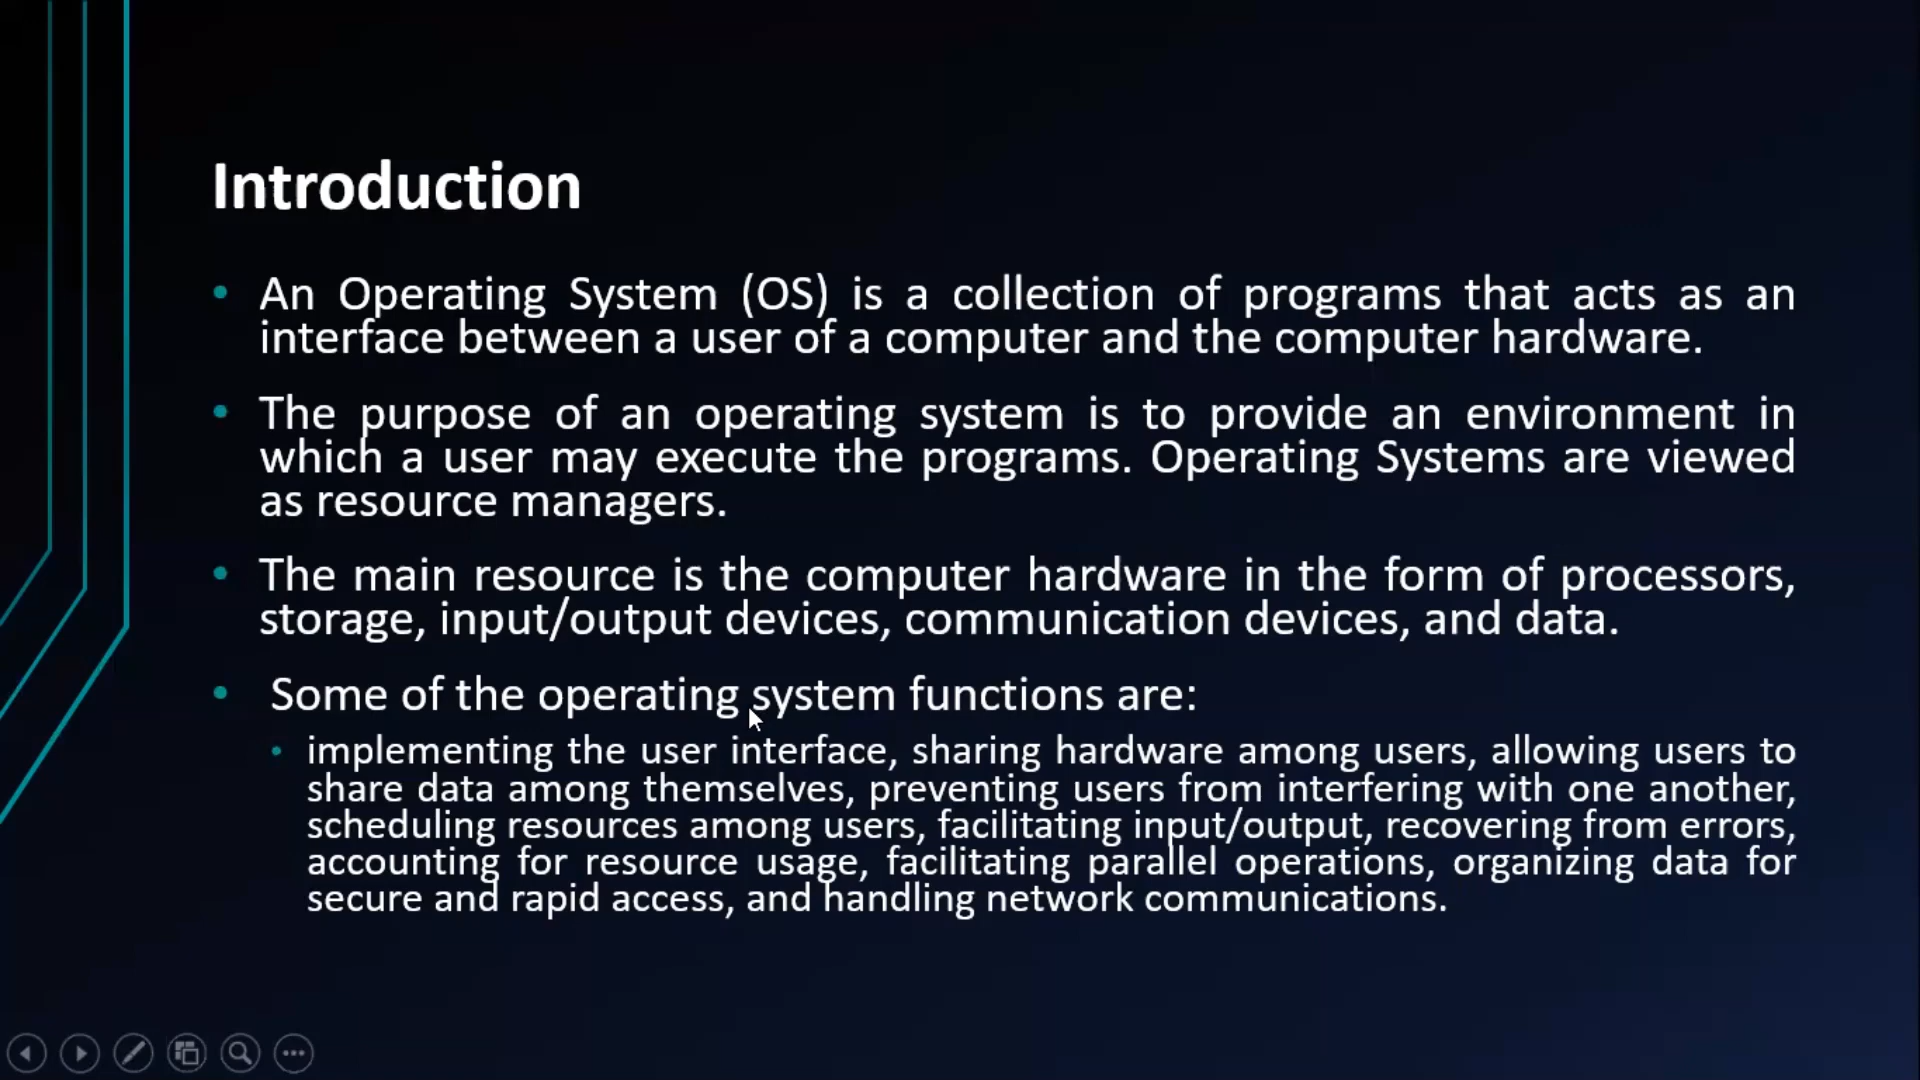 Introduction
• An Operating System (OS) is a collection of programs that acts as an
interface between a user of a computer and the computer hardware.
• The purpose of an operating system is to provide an environment in
which a user may execute the programs. Operating Systems are viewed
as resource managers.
• The main resource is the computer hardware in the form of processors,
storage, input/output devices, communication devices, and data.
• Some of the operating system functions are:
• implementing the user interface, sharing hardware among users, allowing users to
share data among themselves, preventing users from interfering with one another,
scheduling resources among users, facilitating input/output, recovering from errors,
accounting for resource usage, facilitating parallel operations, organizing data for
secure and rapid access, and handling network communications.